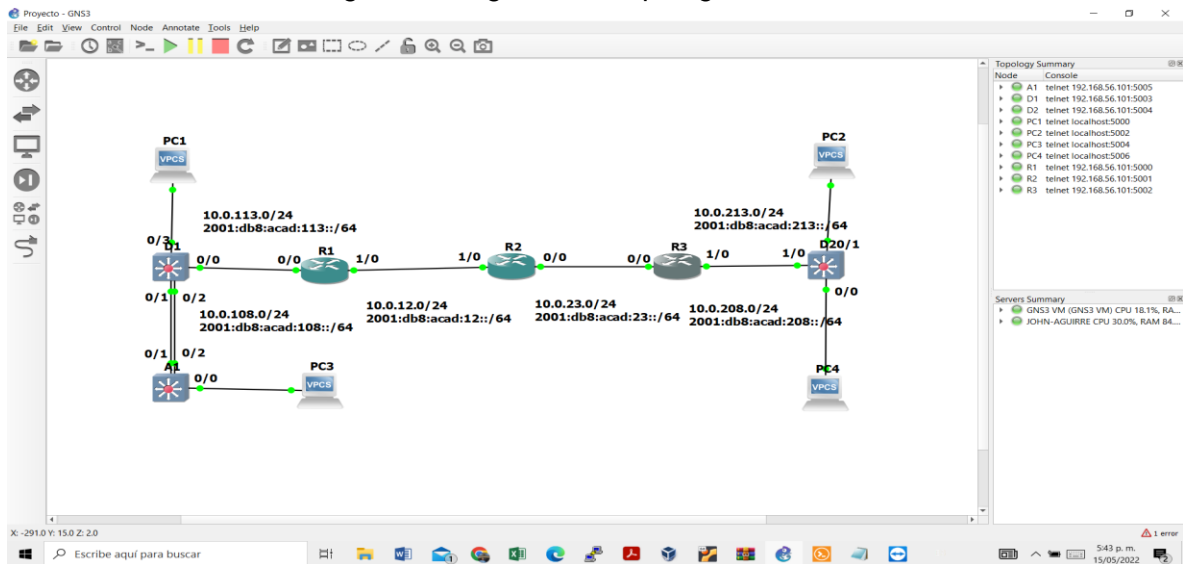 Proyecto - GNS3
File Edit View Control Node Annotate Tools Help
Topology Summary
Node Console
A1 telnet 192.168.56.101:5005
D1 telnet 192.168.56.101:5003
D2 telnet 192.168.56.101:5004
PC1 telnet localhost:5000
PC2 telnet localhost:5002
PC3 telnet localhost:5004
PC4 telnet localhost:5006
R1 telnet 192.168.56.101:5000
R2 telnet 192.168.56.101:5001
R3 telnet 192.168.56.101:5002
PC1
VPCS
PC2
VPCS
10.0.113.0/24
2001:db8:acad:113::/64
10.0.213.0/24
2001:db8:acad:213::/64
0/3
D1
0/0
0/0
R1
1/0
1/0
R2
0/0
0/0
R3
1/0
1/0
D20/1
0/1
0/2
0/0
10.0.108.0/24
2001:db8:acad:108::/64
10.0.12.0/24
2001:db8:acad:12::/64
10.0.23.0/24
2001:db8:acad:23::/64
10.0.208.0/24
2001:db8:acad:208::/64
0/1
0/2
A1
0/0
PC3
VPCS
PC4
VPCS
Servers Summary
GNS3 VM (GNS3 VM) CPU 18.1%, RA...
JOHN-AGUIRRE CPU 30.0%, RAM 84....
X: -291.0 Y: 15.0 Z: 2.0
1 error
Escribe aquí para buscar
5:43 p. m.
15/05/2022
2